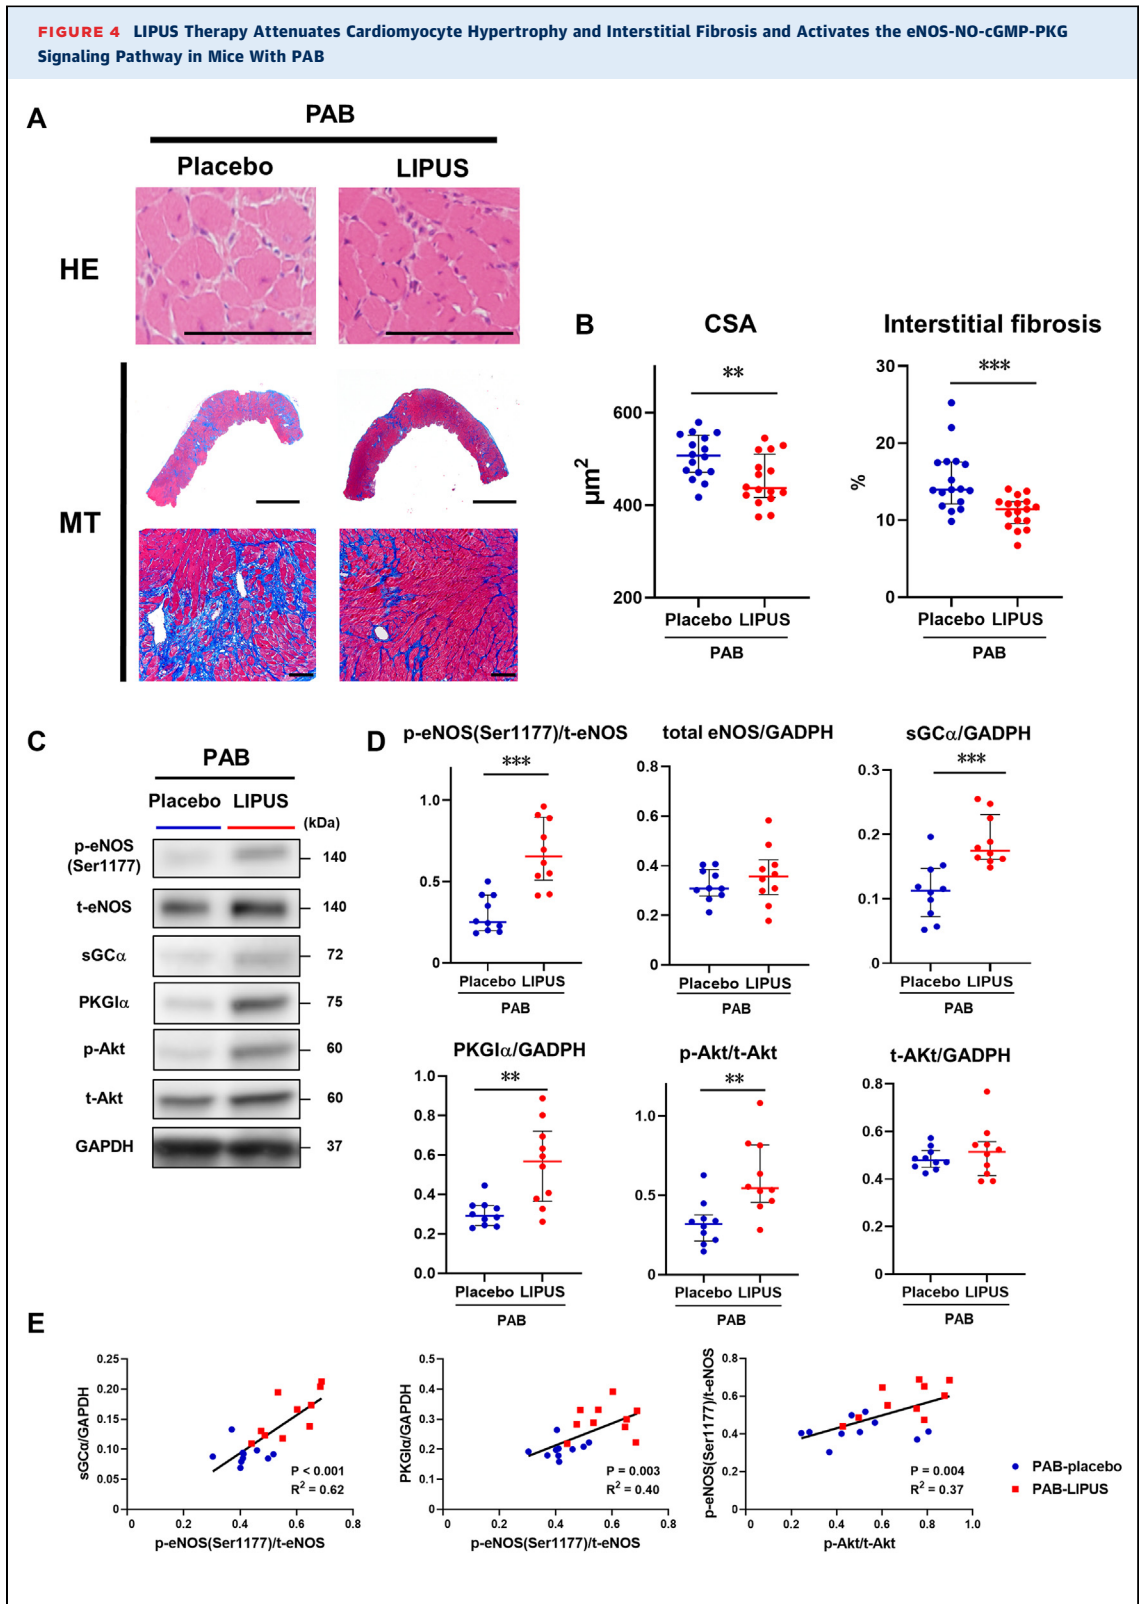 FIGURE 4 LIPUS Therapy Attenuates Cardiomyocyte Hypertrophy and Interstitial Fibrosis and Activates the eNOS-NO-cGMP-PKG
Signaling Pathway in Mice With PAB
A
PAB
Placebo LIPUS
HE
MT
B
CSA
**
600
400
200
μm²
Placebo LIPUS
PAB
Interstitial fibrosis
***
30
20
10
0
%
Placebo LIPUS
PAB
C
PAB
Placebo LIPUS
(kDa)
p-eNOS
(Ser1177)
140
t-eNOS 140
sGCα 72
PKGIα 75
p-Akt 60
t-Akt 60
GAPDH 37
D
p-eNOS(Ser1177)/t-eNOS
***
1.0
0.5
0
Placebo LIPUS
PAB
total eNOS/GADPH
0.8
0.6
0.4
0.2
0
Placebo LIPUS
PAB
sGCα/GADPH
***
0.3
0.2
0.1
0
Placebo LIPUS
PAB
PKGIα/GADPH
**
1.0
0.8
0.6
0.4
0.2
0.0
Placebo LIPUS
PAB
p-Akt/t-Akt
**
1.0
0.5
0
Placebo LIPUS
PAB
t-AKt/GADPH
0.8
0.6
0.4
0.2
0
Placebo LIPUS
PAB
E
sGCα/GAPDH
0.25
0.20
0.15
0.10
0.05
0
P < 0.001
R² = 0.62
0 0.2 0.4 0.6 0.8
p-eNOS(Ser1177)/t-eNOS
PKGIα/GAPDH
0.5
0.4
0.3
0.2
0.1
0
P = 0.003
R² = 0.40
0 0.2 0.4 0.6 0.8
p-eNOS(Ser1177)/t-eNOS
p-eNOS(Ser1177)/t-eNOS
0.8
0.6
0.4
0.2
0
P = 0.004
R² = 0.37
0 0.2 0.4 0.6 0.8 1.0
p-Akt/t-Akt
PAB-placebo
PAB-LIPUS